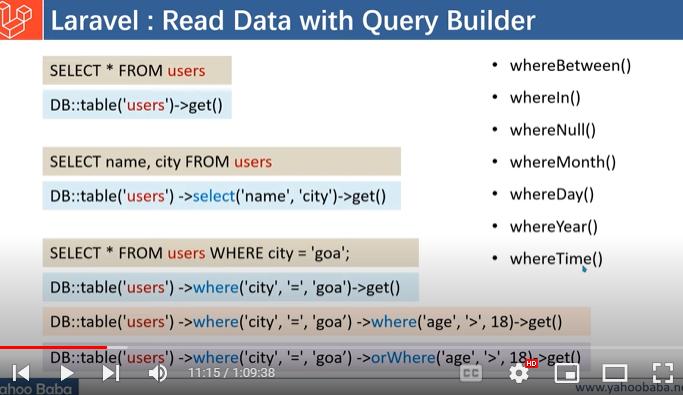 Laravel : Read Data with Query Builder
SELECT * FROM users
DB::table('users')->get()
SELECT name, city FROM users
DB::table('users') ->select('name', 'city')->get()
SELECT * FROM users WHERE city = 'goa';
DB::table('users') ->where('city', '=', 'goa')->get()
DB::table('users') ->where('city', '=', 'goa’) ->where('age', '>', 18)->get()
DB::table('users') ->where('city', '=', 'goa’) ->orWhere('age', '>', 18)->get()
• whereBetween()
• whereIn()
• whereNull()
• whereMonth()
• whereDay()
• whereYear()
• whereTime()
11:15 / 1:09:38
CC
HD
ahoo Baba
www.yahoobaba.ne